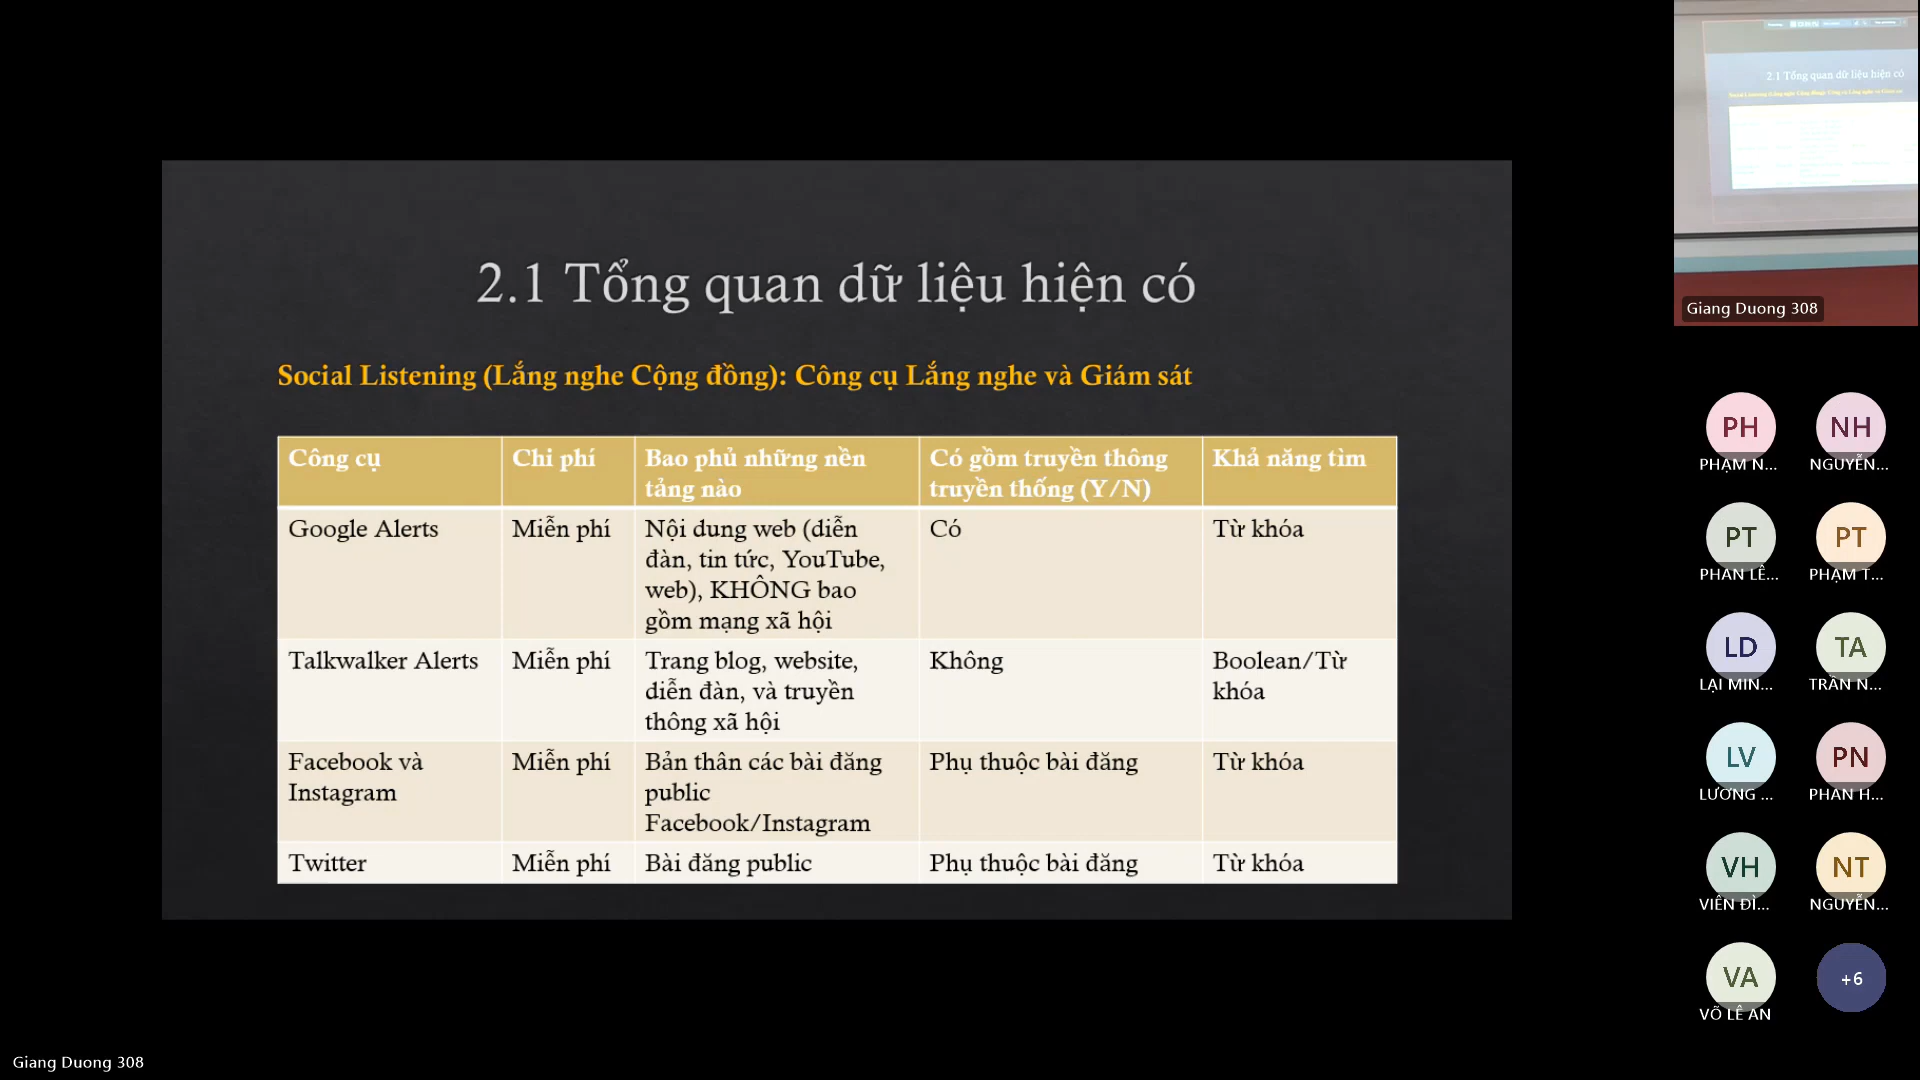 2.1 Tổng quan dữ liệu hiện có
Social Listening (Lắng nghe Cộng đồng): Công cụ Lắng nghe và Giám sát
Công cụ
Chi phí
Bao phủ những nền
tảng nào
Có gồm truyền thông
truyền thống (Y/N)
Khả năng tìm
Google Alerts
Miễn phí
Nội dung web (diễn
đàn, tin tức, YouTube,
web), KHÔNG bao
gồm mạng xã hội
Có
Từ khóa
Talkwalker Alerts
Miễn phí
Trang blog, website,
diễn đàn, và truyền
thông xã hội
Không
Boolean/Từ
khóa
Facebook và
Instagram
Miễn phí
Bản thân các bài đăng
public
Facebook/Instagram
Phụ thuộc bài đăng
Từ khóa
Twitter
Miễn phí
Bài đăng public
Phụ thuộc bài đăng
Từ khóa
2.1 Tổng quan dữ liệu hiện có
Giang Duong 308
PH
PHẠM N...
NH
NGUYỄN...
PT
PHAN LÊ...
PT
PHẠM T...
LD
LẠI MIN...
TA
TRẦN N...
LV
LƯƠNG ...
PN
PHAN H...
VH
VIÊN ĐÌ...
NT
NGUYỄN...
VA
VÕ LÊ AN
+6
Giang Duong 308